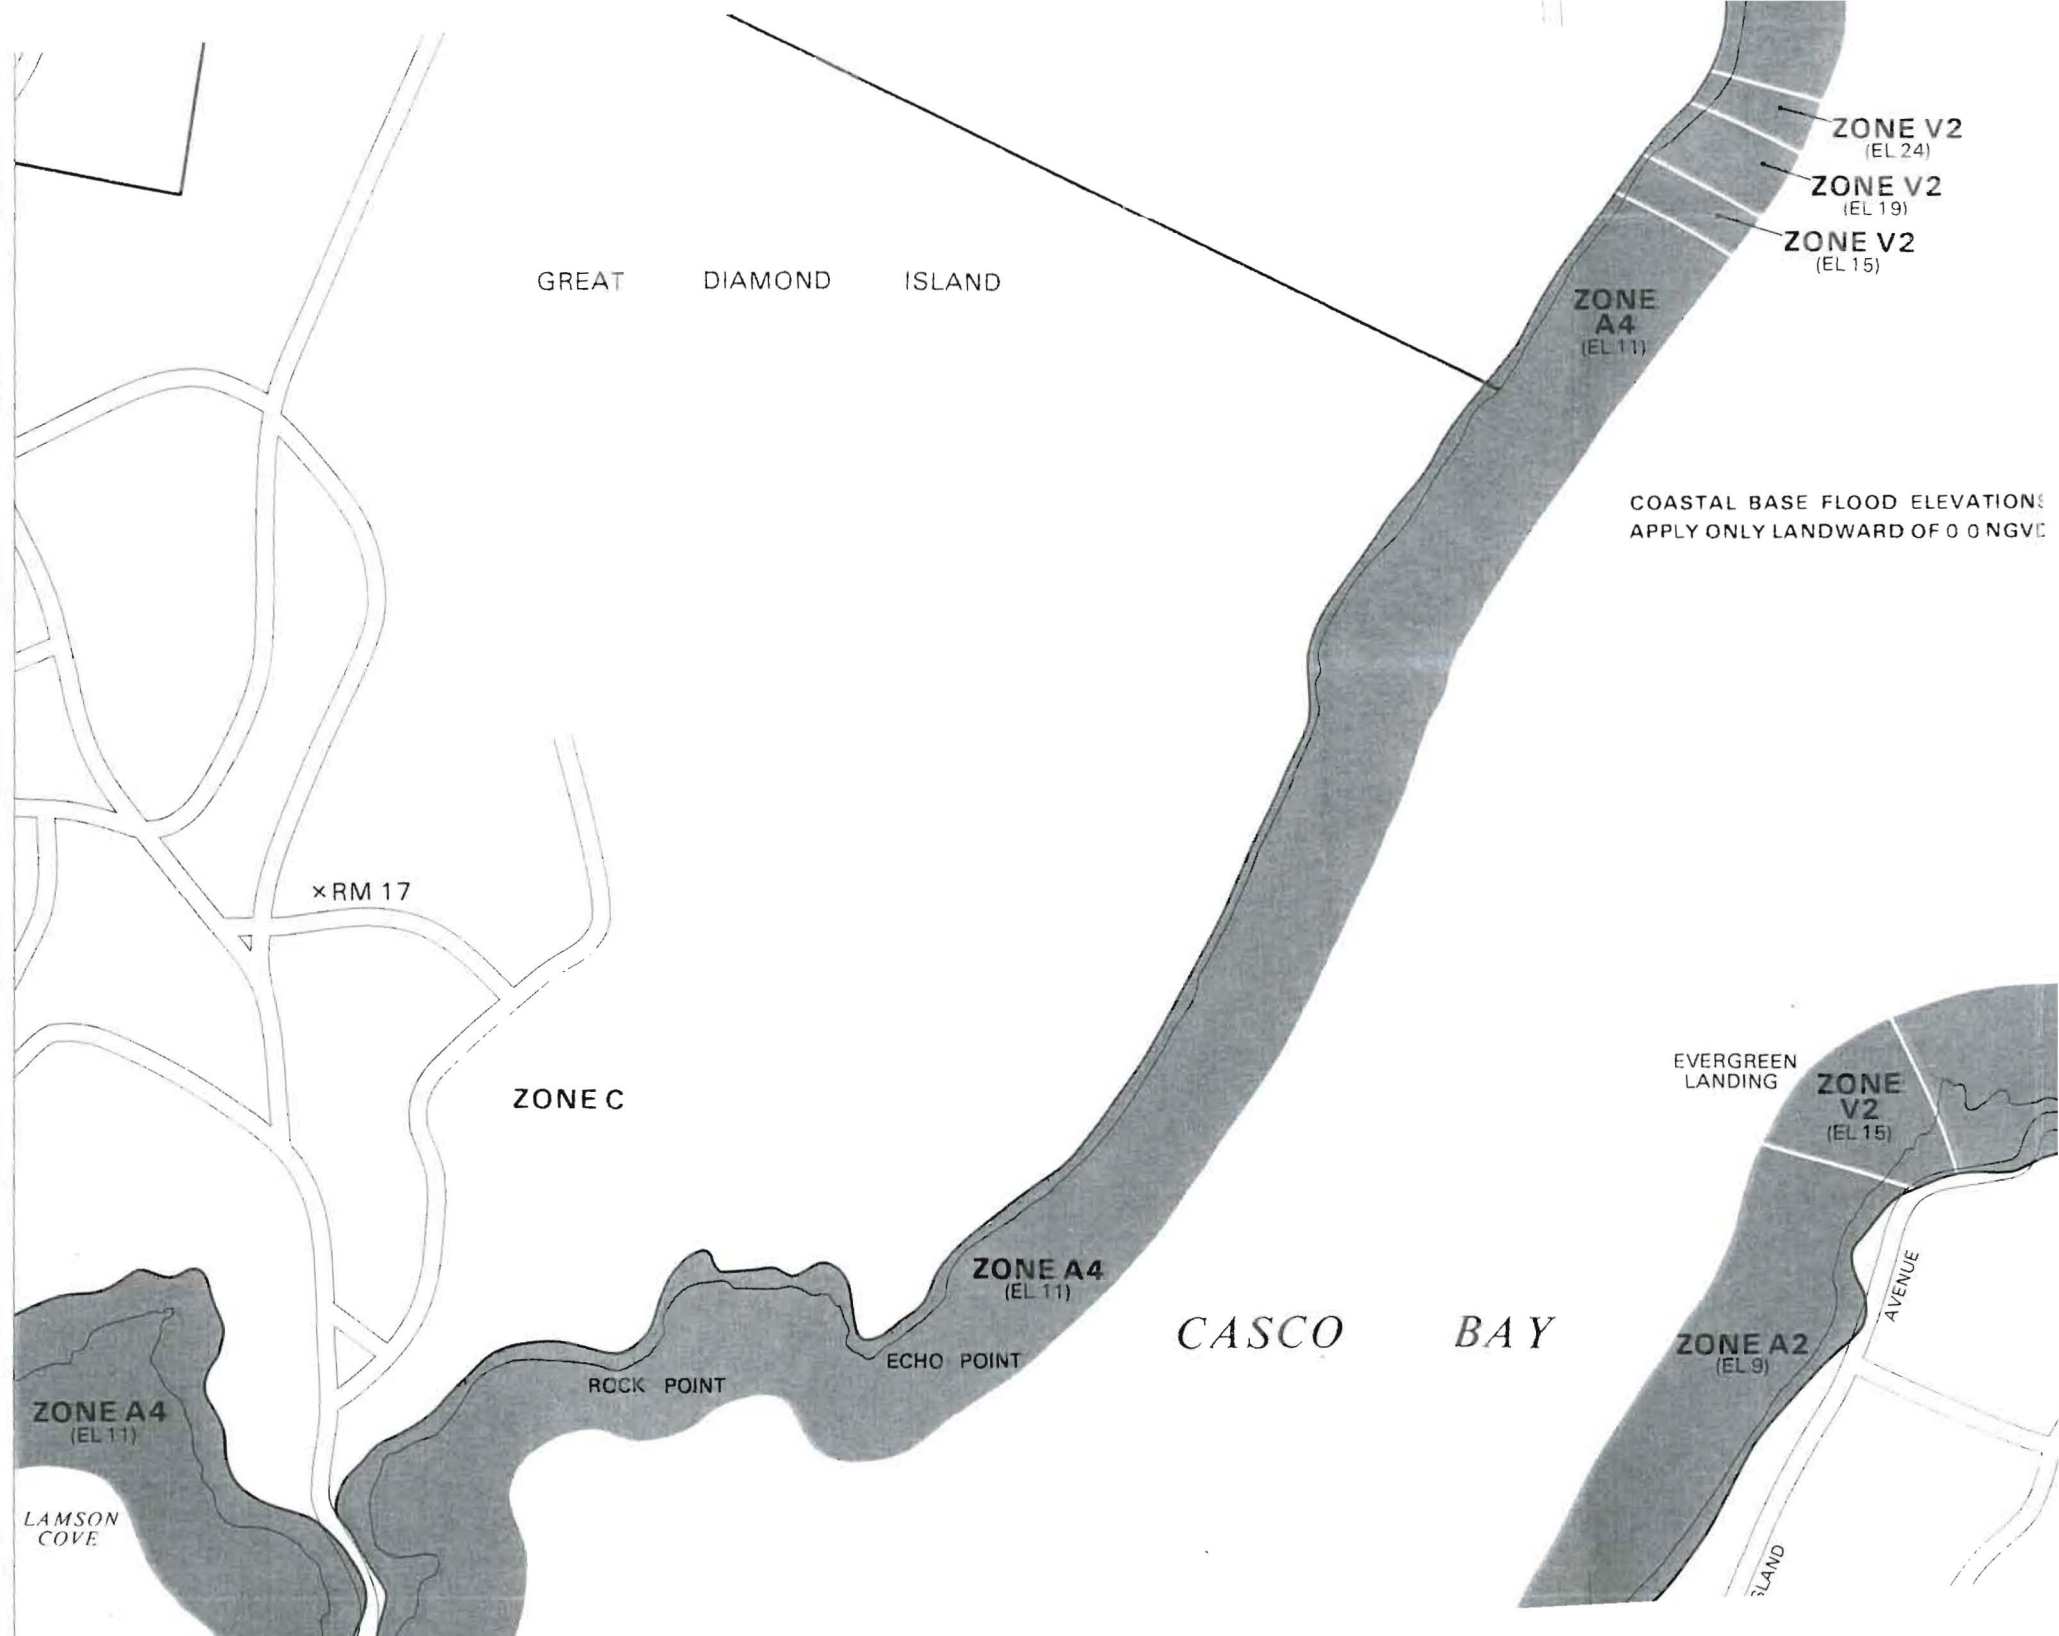 ZONE V2
(EL 24)
ZONE V2
(EL 19)
ZONE V2
(EL 15)
GREAT DIAMOND ISLAND
ZONE
A4
(EL 11)
COASTAL BASE FLOOD ELEVATIONS
APPLY ONLY LANDWARD OF 0 0 NGVD
×RM 17
EVERGREEN
LANDING
ZONE
V2
(EL 15)
ZONE C
ZONE A4
(EL 11)
AVENUE
CASCO BAY
ZONE A2
(EL 9)
ECHO POINT
ROCK POINT
ZONE A4
(EL 11)
LAMSON
COVE
SLAND